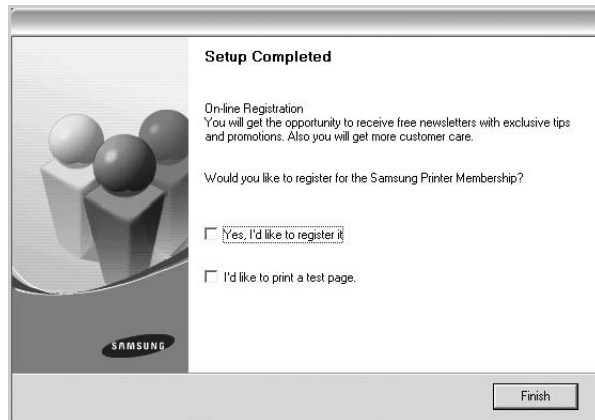 Setup Completed
On-line Registration
You will get the opportunity to receive free newsletters with exclusive tips
and promotions. Also you will get more customer care.
Would you like to register for the Samsung Printer Membership?
Yes, I'd like to register it
I'd like to print a test page.
SAMSUNG
Finish